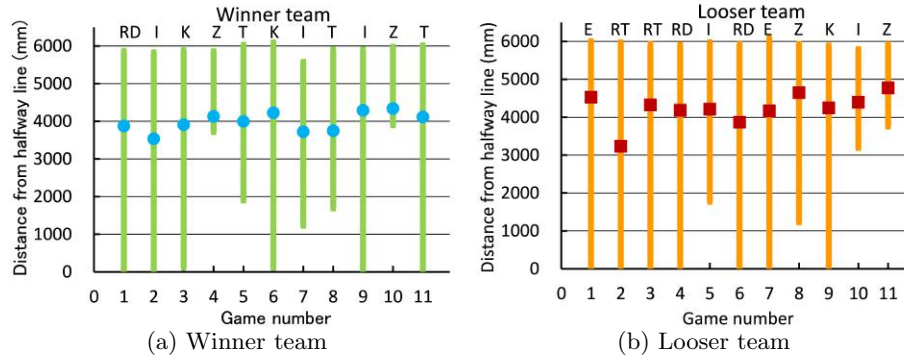 Winner team
RD I K Z T K I T I Z T
6000
5000
4000
3000
2000
1000
0
Distance from halfway line (mm)
0 1 2 3 4 5 6 7 8 9 10 11
Game number
(a) Winner team
Looser team
E RT RT RD I RD E Z K I Z
6000
5000
4000
3000
2000
1000
0
Distance from halfway line (mm)
0 1 2 3 4 5 6 7 8 9 10 11
Game number
(b) Looser team